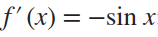 f′ (x) = −sin x